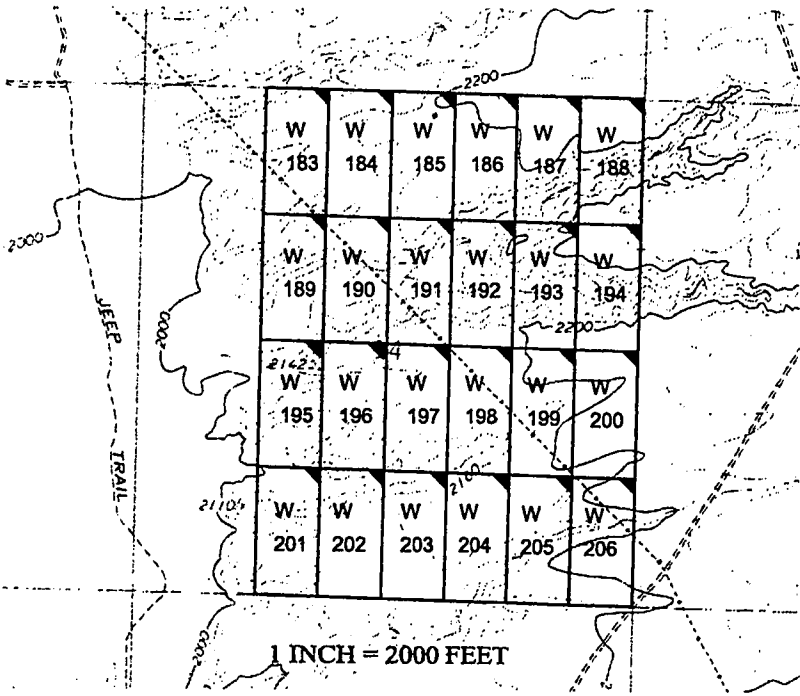 2200
W W W W W W
183 184 185 186 187 188
2000
W W W W W W
189 190 191 192 193 194
JEEP
2000
2200
4
2142
W W W W W W
195 196 197 198 199 200
TRAIL
2100
2110
W W W W W W
201 202 203 204 205 206
2000
1 INCH = 2000 FEET